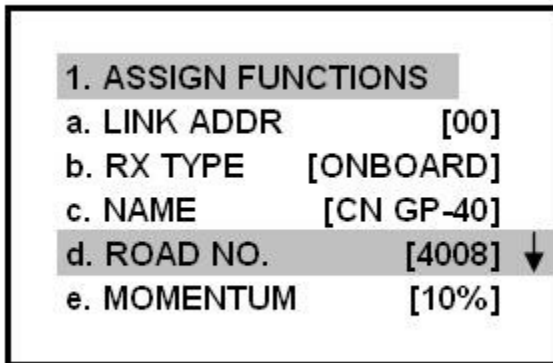 1. ASSIGN FUNCTIONS
a. LINK ADDR [00]
b. RX TYPE [ONBOARD]
c. NAME [CN GP-40]
d. ROAD NO. [4008] ↓
e. MOMENTUM [10%]